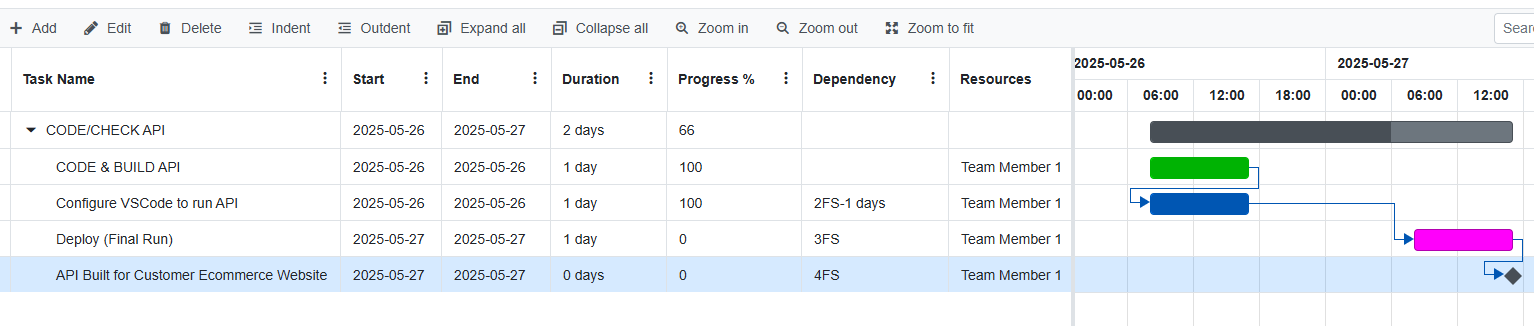 Add Edit Delete Indent Outdent Expand all Collapse all Zoom in Zoom out Zoom to fit Sear
Task Name Start End Duration Progress % Dependency Resources
2025-05-26 2025-05-27
00:00 06:00 12:00 18:00 00:00 06:00 12:00
CODE/CHECK API 2025-05-26 2025-05-27 2 days 66
CODE & BUILD API 2025-05-26 2025-05-26 1 day 100 Team Member 1
Configure VSCode to run API 2025-05-26 2025-05-26 1 day 100 2FS-1 days Team Member 1
Deploy (Final Run) 2025-05-27 2025-05-27 1 day 0 3FS Team Member 1
API Built for Customer Ecommerce Website 2025-05-27 2025-05-27 0 days 0 4FS Team Member 1